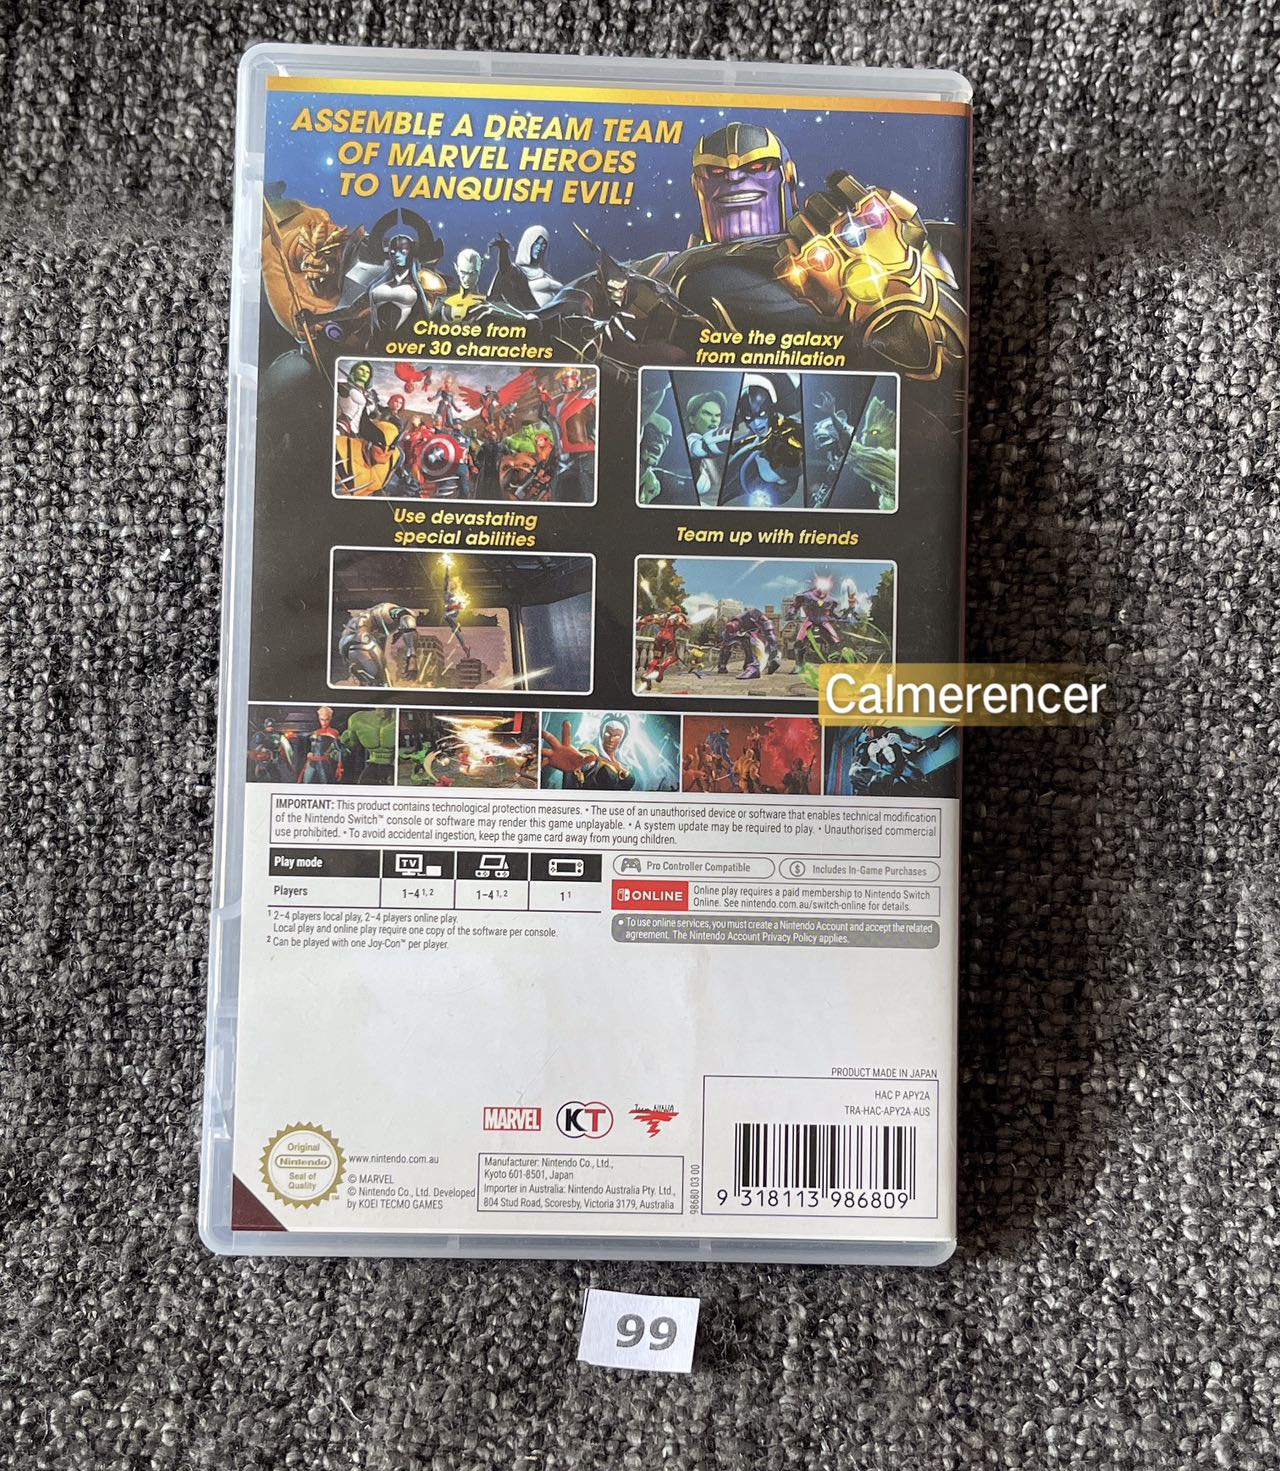 ASSEMBLE A DREAM TEAM
OF MARVEL HEROES
TO VANQUISH EVIL!
Choose from
over 30 characters
Save the galaxy
from annihilation
Use devastating
special abilities
Team up with friends
Calmerencer
IMPORTANT: This product contains technological protection measures. • The use of an unauthorised device or software that enables technical modification
of the Nintendo Switch™ console or software may render this game unplayable. • A system update may be required to play. • Unauthorised commercial
use prohibited. • To avoid accidental ingestion, keep the game card away from young children.
Play mode
TV
Players
1-4 1, 2
1-4 1, 2
1 1
1 2-4 players local play, 2-4 players online play.
Local play and online play require one copy of the software per console.
2 Can be played with one Joy-Con™ per player.
Pro Controller Compatible
$ Includes In-Game Purchases
ONLINE
Online play requires a paid membership to Nintendo Switch
Online. See nintendo.com.au/switch-online for details.
• To use online services, you must create a Nintendo Account and accept the related
agreement. The Nintendo Account Privacy Policy applies.
PRODUCT MADE IN JAPAN
HAC P APY2A
TRA-HAC-APY2A-AUS
9 318113 986809
98680 03 00
MARVEL
KT
Team NINJA
Original
Nintendo
Seal of
Quality
™
www.nintendo.com.au
© MARVEL
© Nintendo Co., Ltd. Developed
by KOEI TECMO GAMES
Manufacturer: Nintendo Co., Ltd.,
Kyoto 601-8501, Japan
Importer in Australia: Nintendo Australia Pty. Ltd.,
804 Stud Road, Scoresby, Victoria 3179, Australia
99